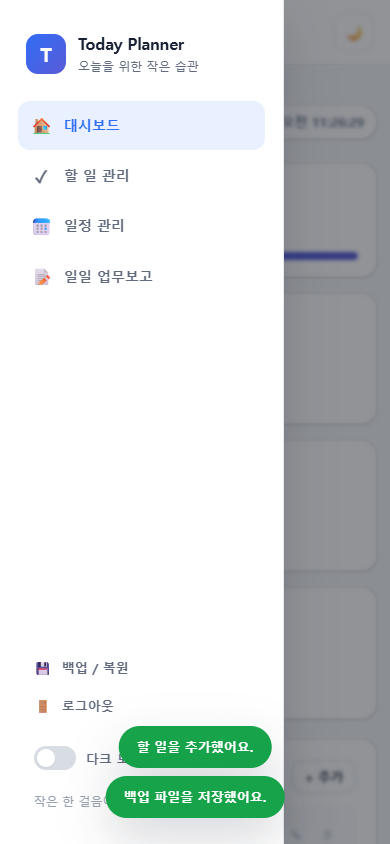 T
Today Planner
오늘을 위한 작은 습관
오전 11:26:29
대시보드
할 일 관리
일정 관리
일일 업무보고
백업 / 복원
로그아웃
할 일을 추가했어요.
다크
+ 추가
백업 파일을 저장했어요.
작은 한 걸음